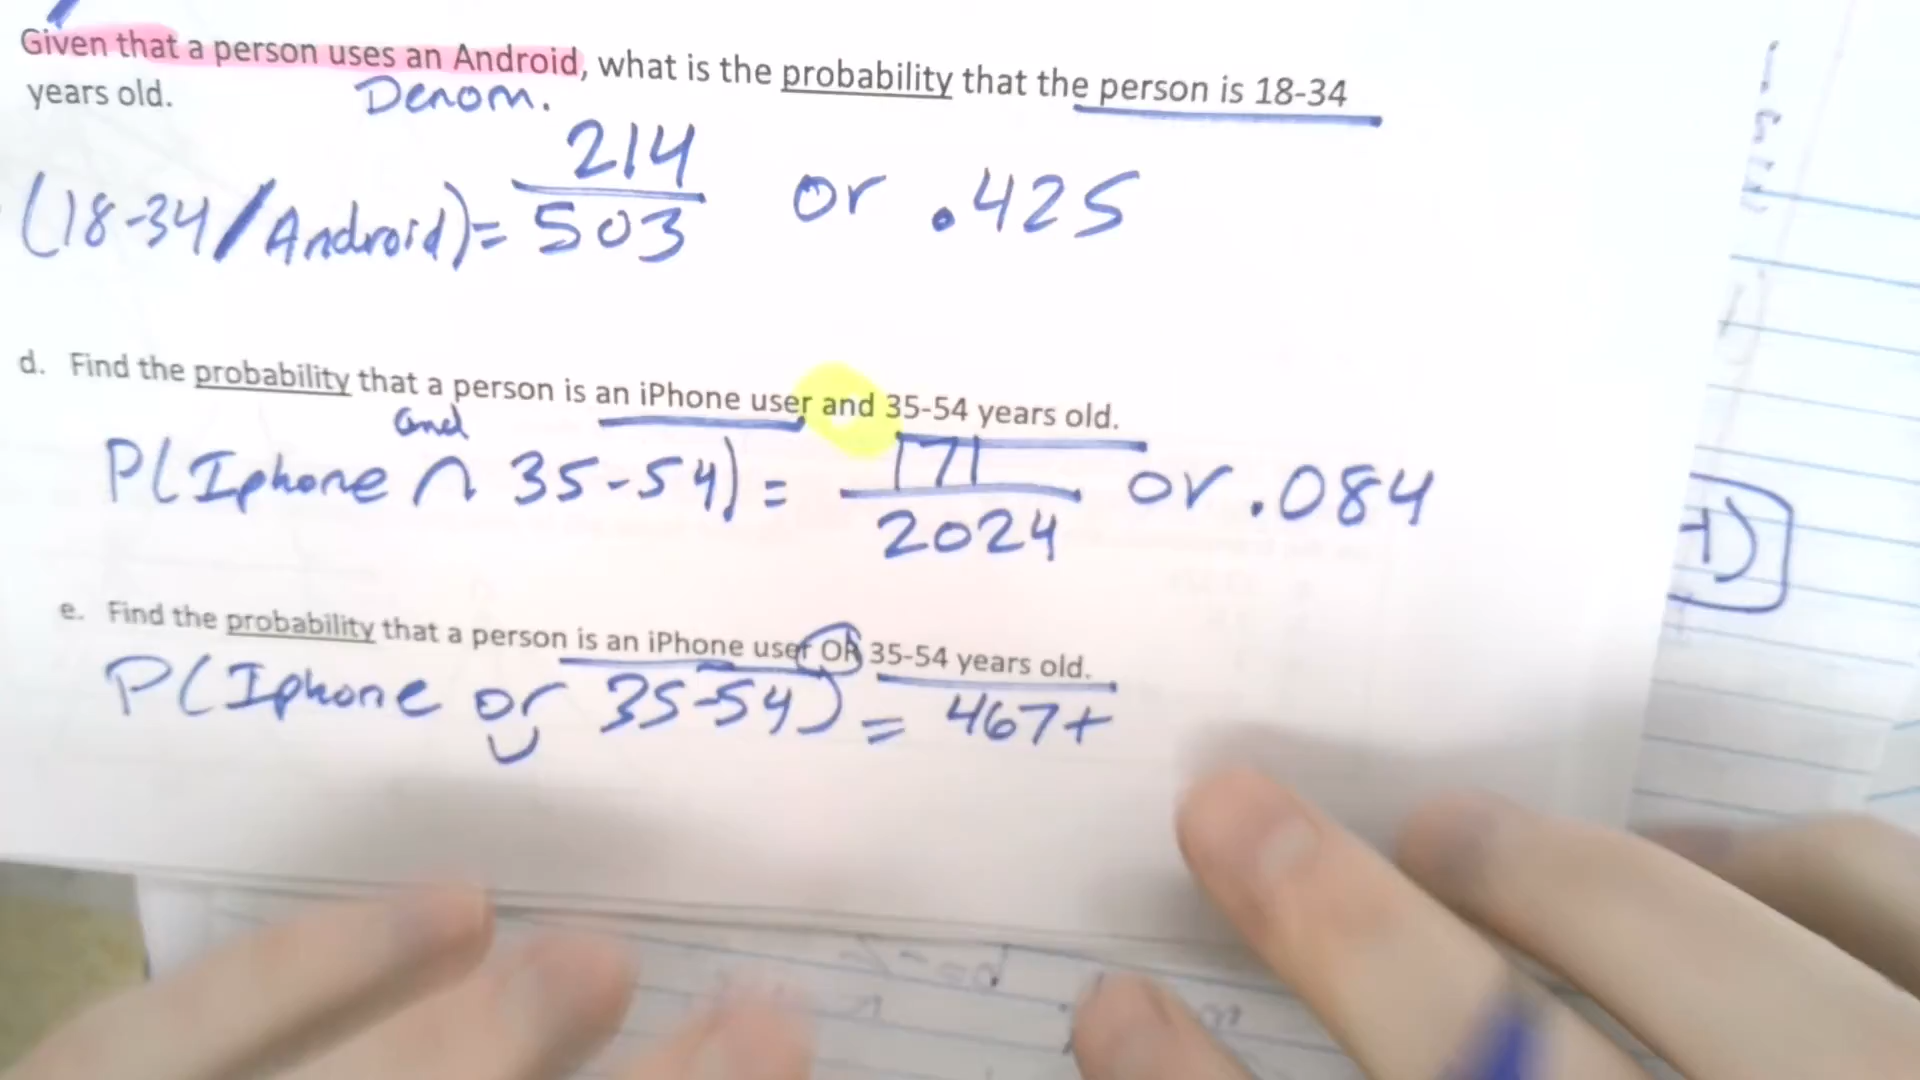 Given that a person uses an Android, what is the probability that the person is 18-34
years old.
Denom.
(18-34/Android)= 214/503 or .425
d. Find the probability that a person is an iPhone user and 35-54 years old.
and
P(Iphone ∩ 35-54) = 171/2024 or .084
e. Find the probability that a person is an iPhone user OR 35-54 years old.
P(Iphone or 35-54) = 467+
∪